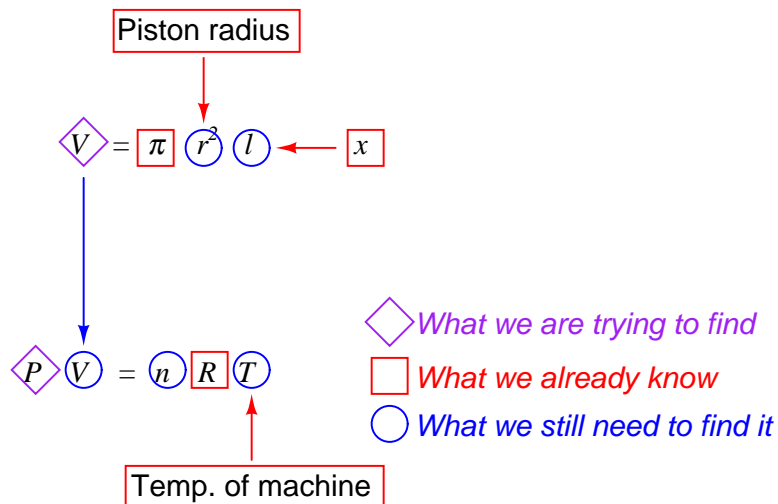 Piston radius
V = π r² l x
What we are trying to find
P V = n R T
What we already know
What we still need to find it
Temp. of machine